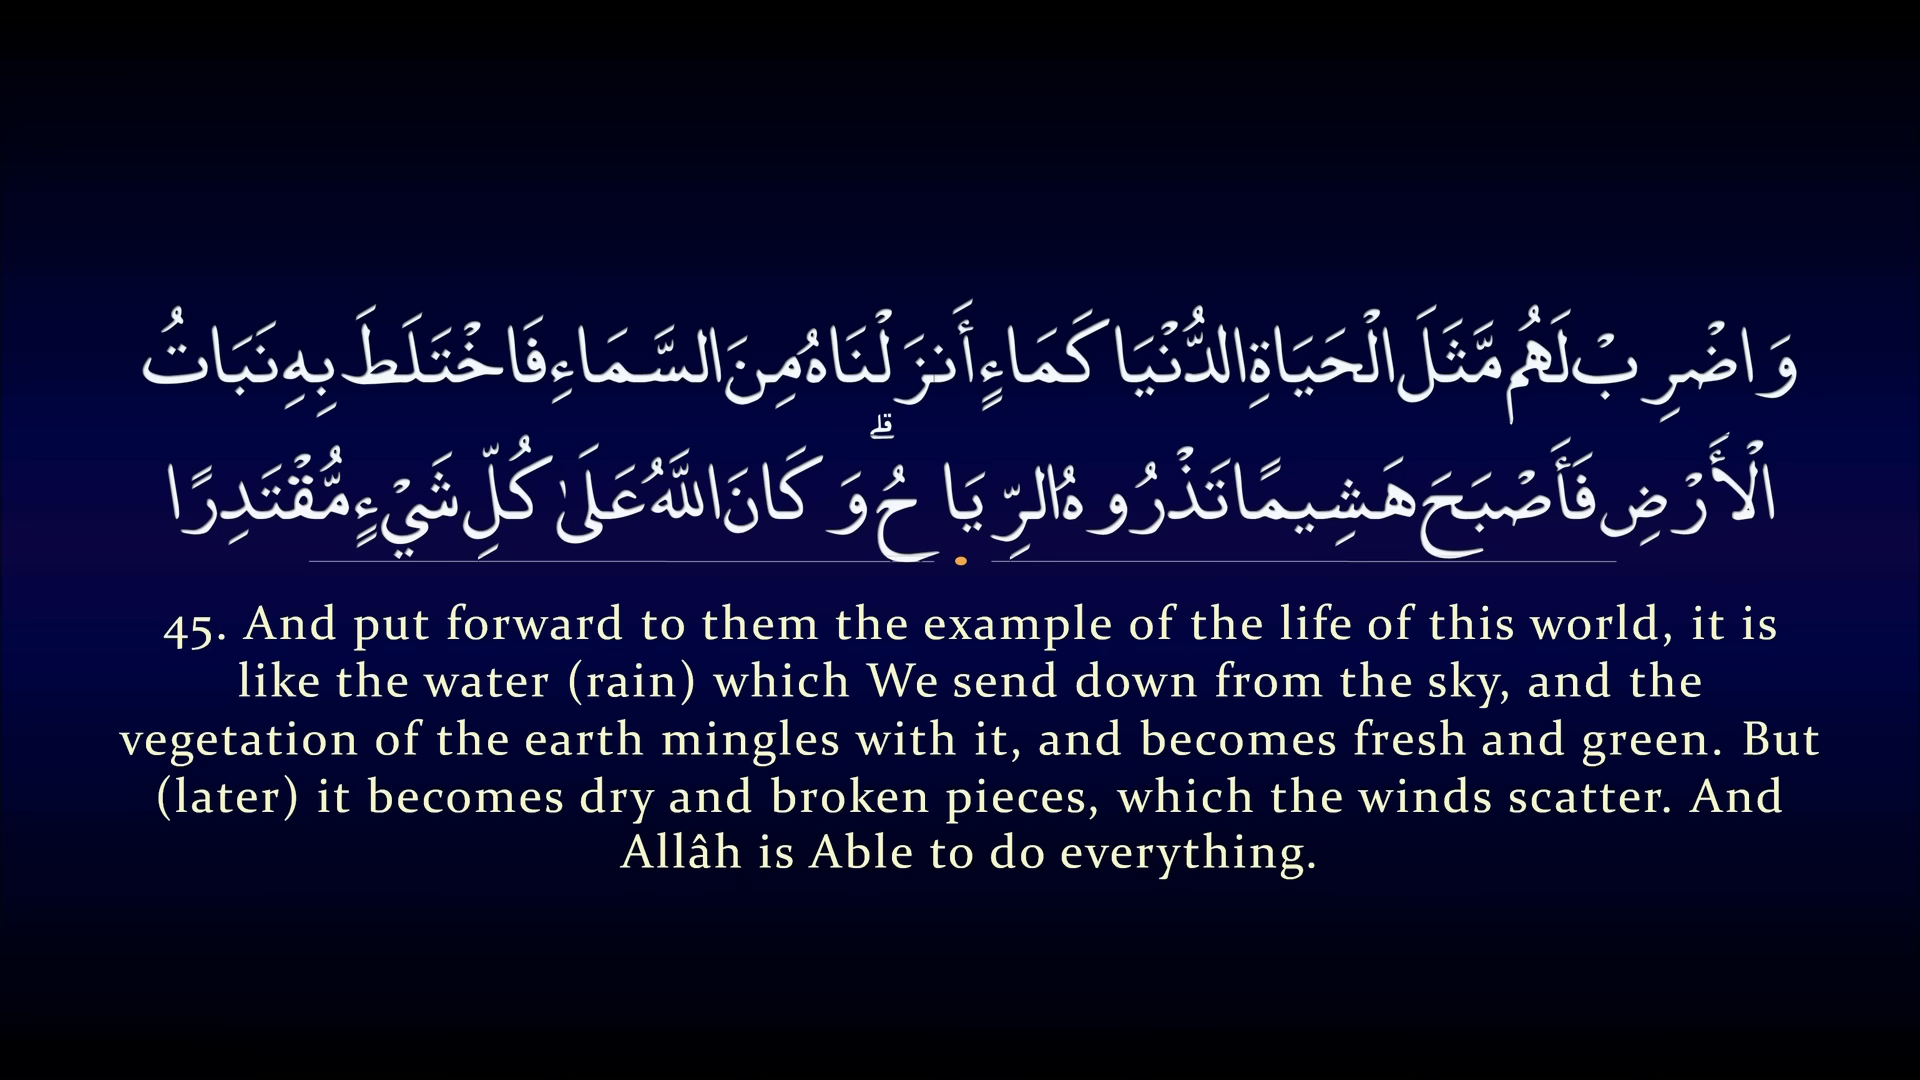 وَاضْرِبْ لَهُم مَّثَلَ الْحَيَاةِ الدُّنْيَا كَمَاءٍ أَنزَلْنَاهُ مِنَ السَّمَاءِ فَاخْتَلَطَ بِهِ نَبَاتُ
الْأَرْضِ فَأَصْبَحَ هَشِيمًا تَذْرُوهُ الرِّيَاحُ ۗ وَكَانَ اللَّهُ عَلَىٰ كُلِّ شَيْءٍ مُّقْتَدِرًا
45. And put forward to them the example of the life of this world, it is
like the water (rain) which We send down from the sky, and the
vegetation of the earth mingles with it, and becomes fresh and green. But
(later) it becomes dry and broken pieces, which the winds scatter. And
Allâh is Able to do everything.